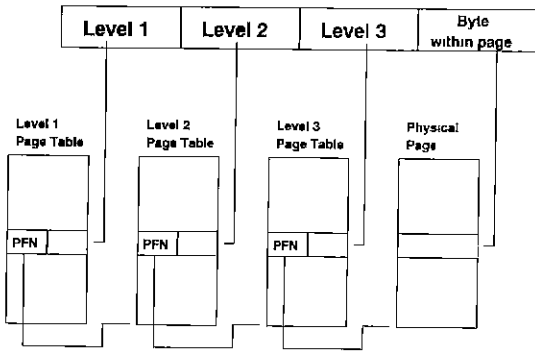 Level 1
Level 2
Level 3
Byte
within page
Level 1
Page Table
Level 2
Page Table
Level 3
Page Table
Physical
Page
PFN
PFN
PFN